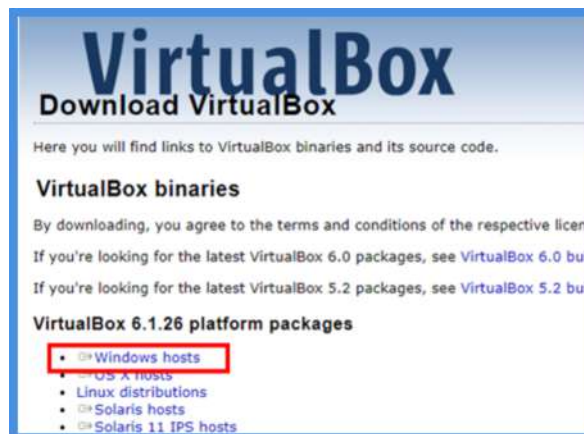 VirtualBox
Download VirtualBox
Here you will find links to VirtualBox binaries and its source code.
VirtualBox binaries
By downloading, you agree to the terms and conditions of the respective licen
If you're looking for the latest VirtualBox 6.0 packages, see VirtualBox 6.0 bu
If you're looking for the latest VirtualBox 5.2 packages, see VirtualBox 5.2 bu
VirtualBox 6.1.26 platform packages
• Windows hosts
• OS X hosts
• Linux distributions
• Solaris hosts
• Solaris 11 IPS hosts